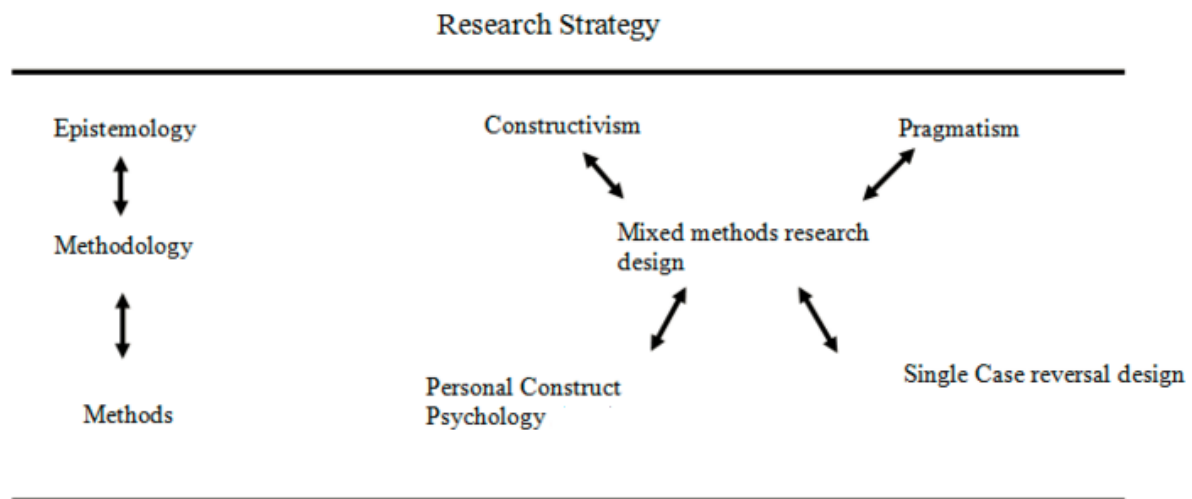 Research Strategy
Epistemology
Constructivism
Pragmatism
Methodology
Mixed methods research
design
Methods
Personal Construct
Psychology
Single Case reversal design